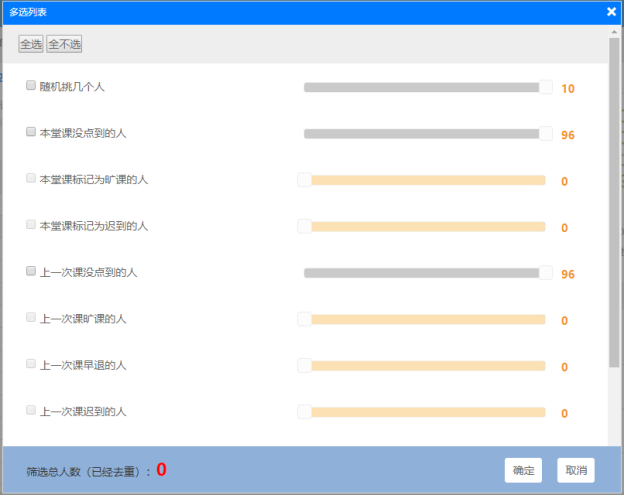 多选列表
全选 全不选
随机挑几个人 10
本堂课没点到的人 96
本堂课标记为旷课的人 0
本堂课标记为迟到的人 0
上一次课没点到的人 96
上一次课旷课的人 0
上一次课早退的人 0
上一次课迟到的人 0
筛选总人数（已经去重）：0 确定 取消